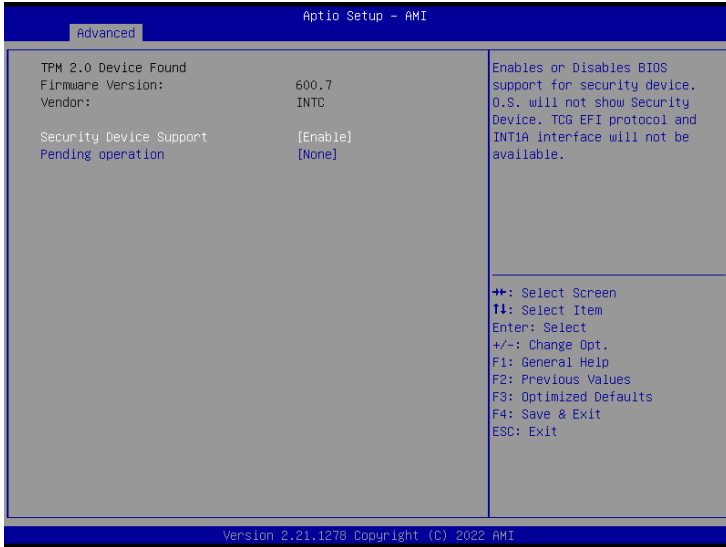 Aptio Setup – AMI
Advanced
TPM 2.0 Device Found
Firmware Version: 600.7
Vendor: INTC
Security Device Support [Enable]
Pending operation [None]
Enables or Disables BIOS
support for security device.
O.S. will not show Security
Device. TCG EFI protocol and
INT1A interface will not be
available.
→←: Select Screen
↑↓: Select Item
Enter: Select
+/-: Change Opt.
F1: General Help
F2: Previous Values
F3: Optimized Defaults
F4: Save & Exit
ESC: Exit
Version 2.21.1278 Copyright (C) 2022 AMI